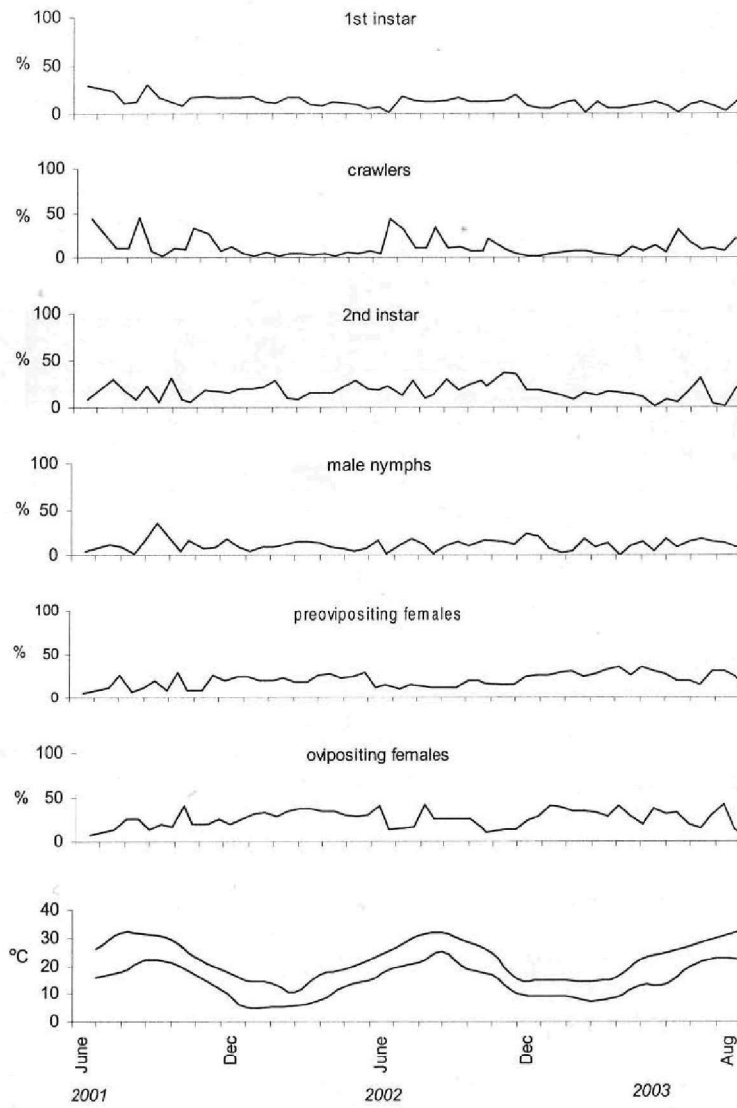 1st instar
100
% 50
0
crawlers
100
% 50
0
2nd instar
100
% 50
0
male nymphs
100
% 50
0
preovipositing females
100
% 50
0
ovipositing females
100
% 50
0
40
30
ºC 20
10
0
June Dec June Dec Aug
2001 2002 2003